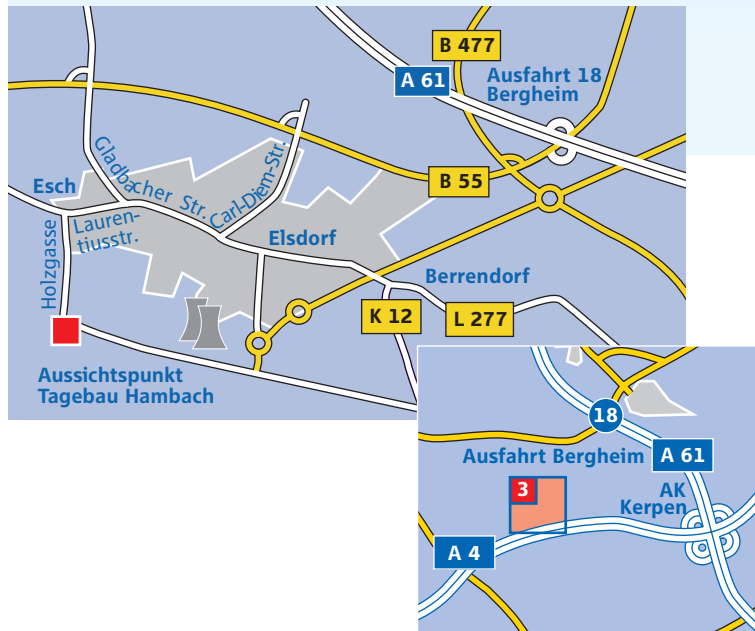 B 477
A 61
Ausfahrt 18
Bergheim
Gladbacher Str.
Carl-Diem-Str.
B 55
Esch
Lauren-
tiusstr.
Holzgasse
Elsdorf
Berrendorf
K 12
L 277
Aussichtspunkt
Tagebau Hambach
18
Ausfahrt Bergheim
A 61
3
AK
Kerpen
A 4